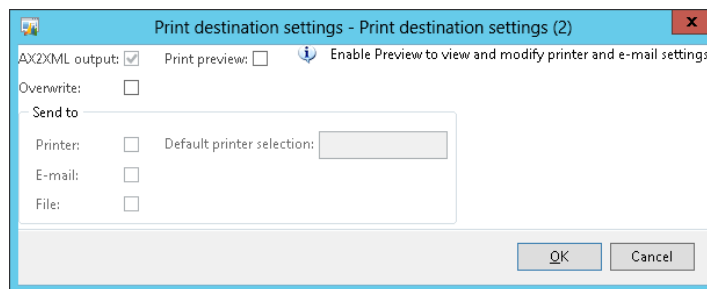 Print destination settings - Print destination settings (2)
x
AX2XML output: Print preview: Enable Preview to view and modify printer and e-mail settings
Overwrite:
Send to
Printer: Default printer selection:
E-mail:
File:
OK Cancel